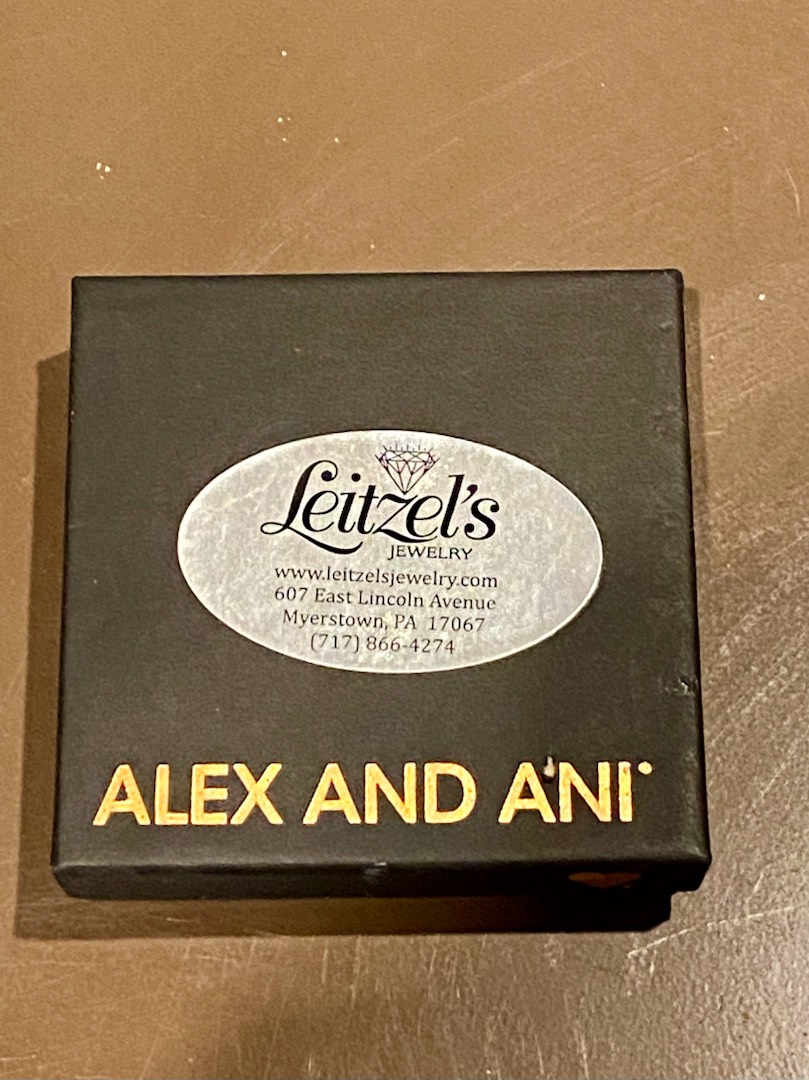 Leitzel's
JEWELRY
www.leitzelsjewelry.com
607 East Lincoln Avenue
Myerstown, PA 17067
(717) 866-4274
ALEX AND ANI